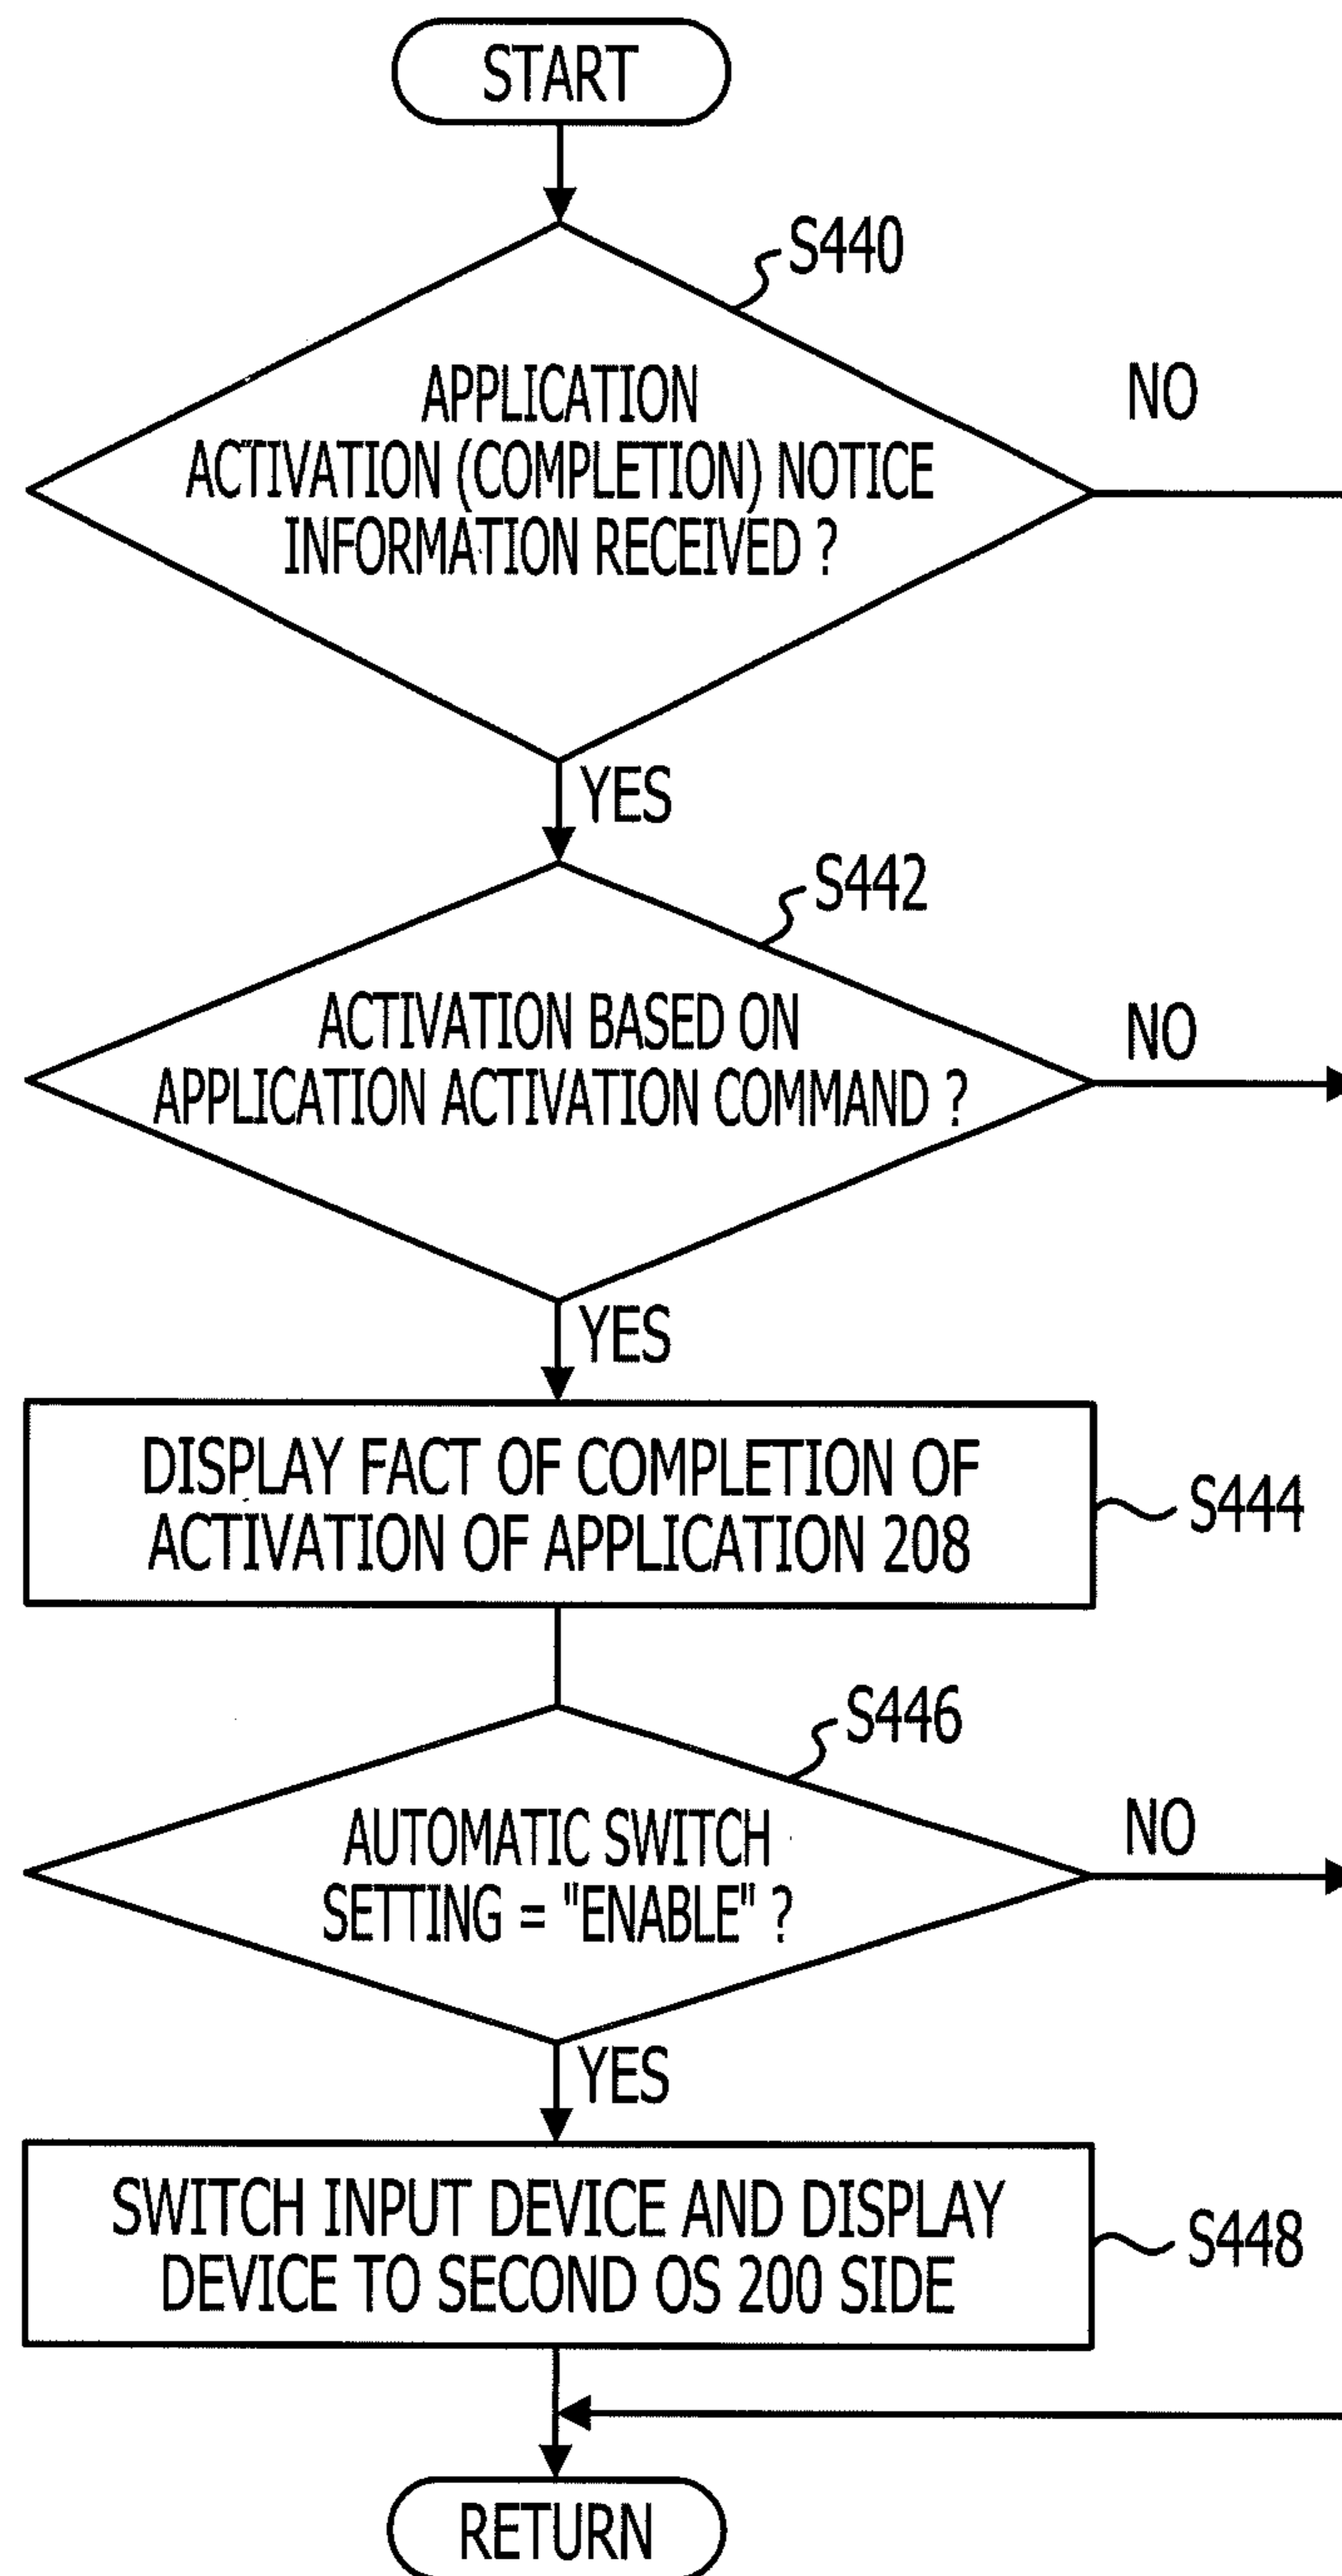 START
S440
APPLICATION
ACTIVATION (COMPLETION) NOTICE
INFORMATION RECEIVED ?
NO
YES
S442
ACTIVATION BASED ON
APPLICATION ACTIVATION COMMAND ?
NO
YES
DISPLAY FACT OF COMPLETION OF
ACTIVATION OF APPLICATION 208
S444
S446
AUTOMATIC SWITCH
SETTING = "ENABLE" ?
NO
YES
SWITCH INPUT DEVICE AND DISPLAY
DEVICE TO SECOND OS 200 SIDE
S448
RETURN